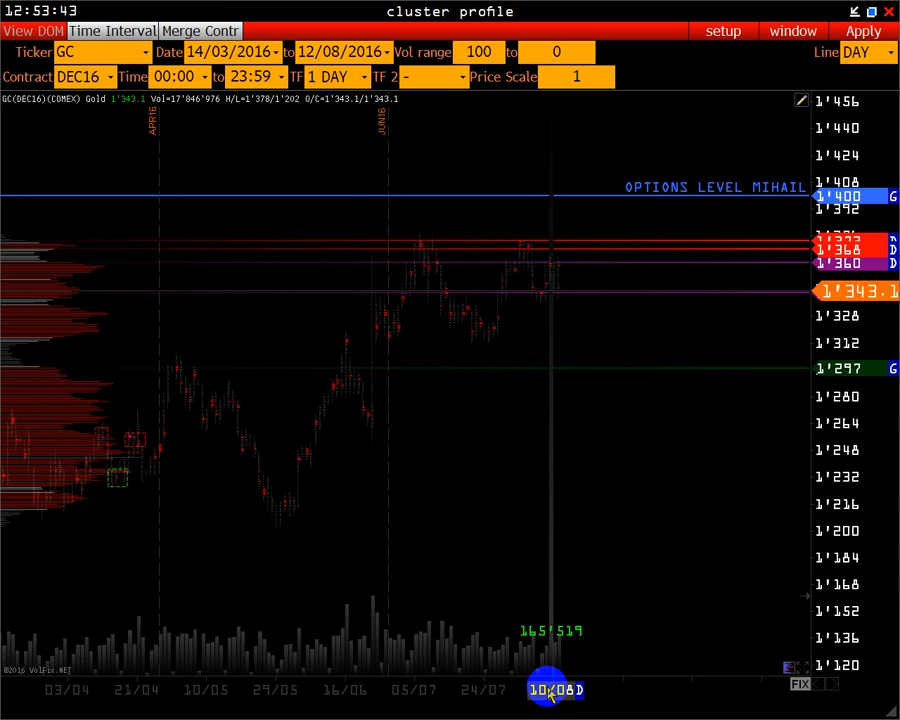 12:53:43 cluster profile
View DOM Time Interval Merge Contr setup window Apply
Ticker GC Date 14/03/2016 to 12/08/2016 Vol range 100 to 0 Line DAY
Contract DEC16 Time 00:00 to 23:59 TF 1 DAY TF 2 - Price Scale 1
GC(DEC16)(COMEX) Gold 1'343.1 Vol=17'846'976 H/L=1'378/1'202 O/C=1'343.1/1'343.1
APR16
JUN16
1'456
1'440
1'424
1'408
OPTIONS LEVEL MIHAIL
1'400 G
1'392
1'368 D
1'360 D
1'343.1
1'328
1'312
1'297 G
1'280
1'264
1'248
1'232
1'216
1'200
1'184
1'168
1'152
165'519
1'136
1'120
©2016 VolFix.NET
FIX
03/04 21/04 10/05 29/05 16/06 05/07 24/07 10/08D